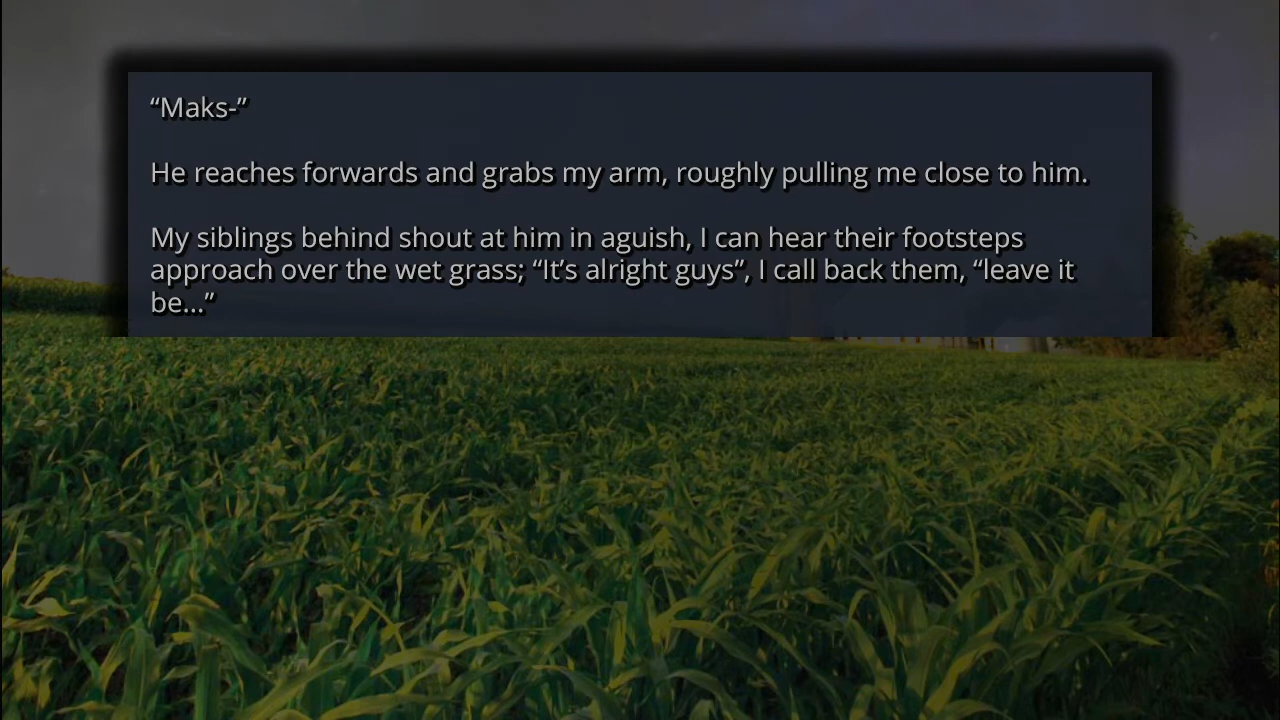 “Maks-”
He reaches forwards and grabs my arm, roughly pulling me close to him.
My siblings behind shout at him in aguish, I can hear their footsteps
approach over the wet grass; “It’s alright guys”, I call back them, “leave it
be...”